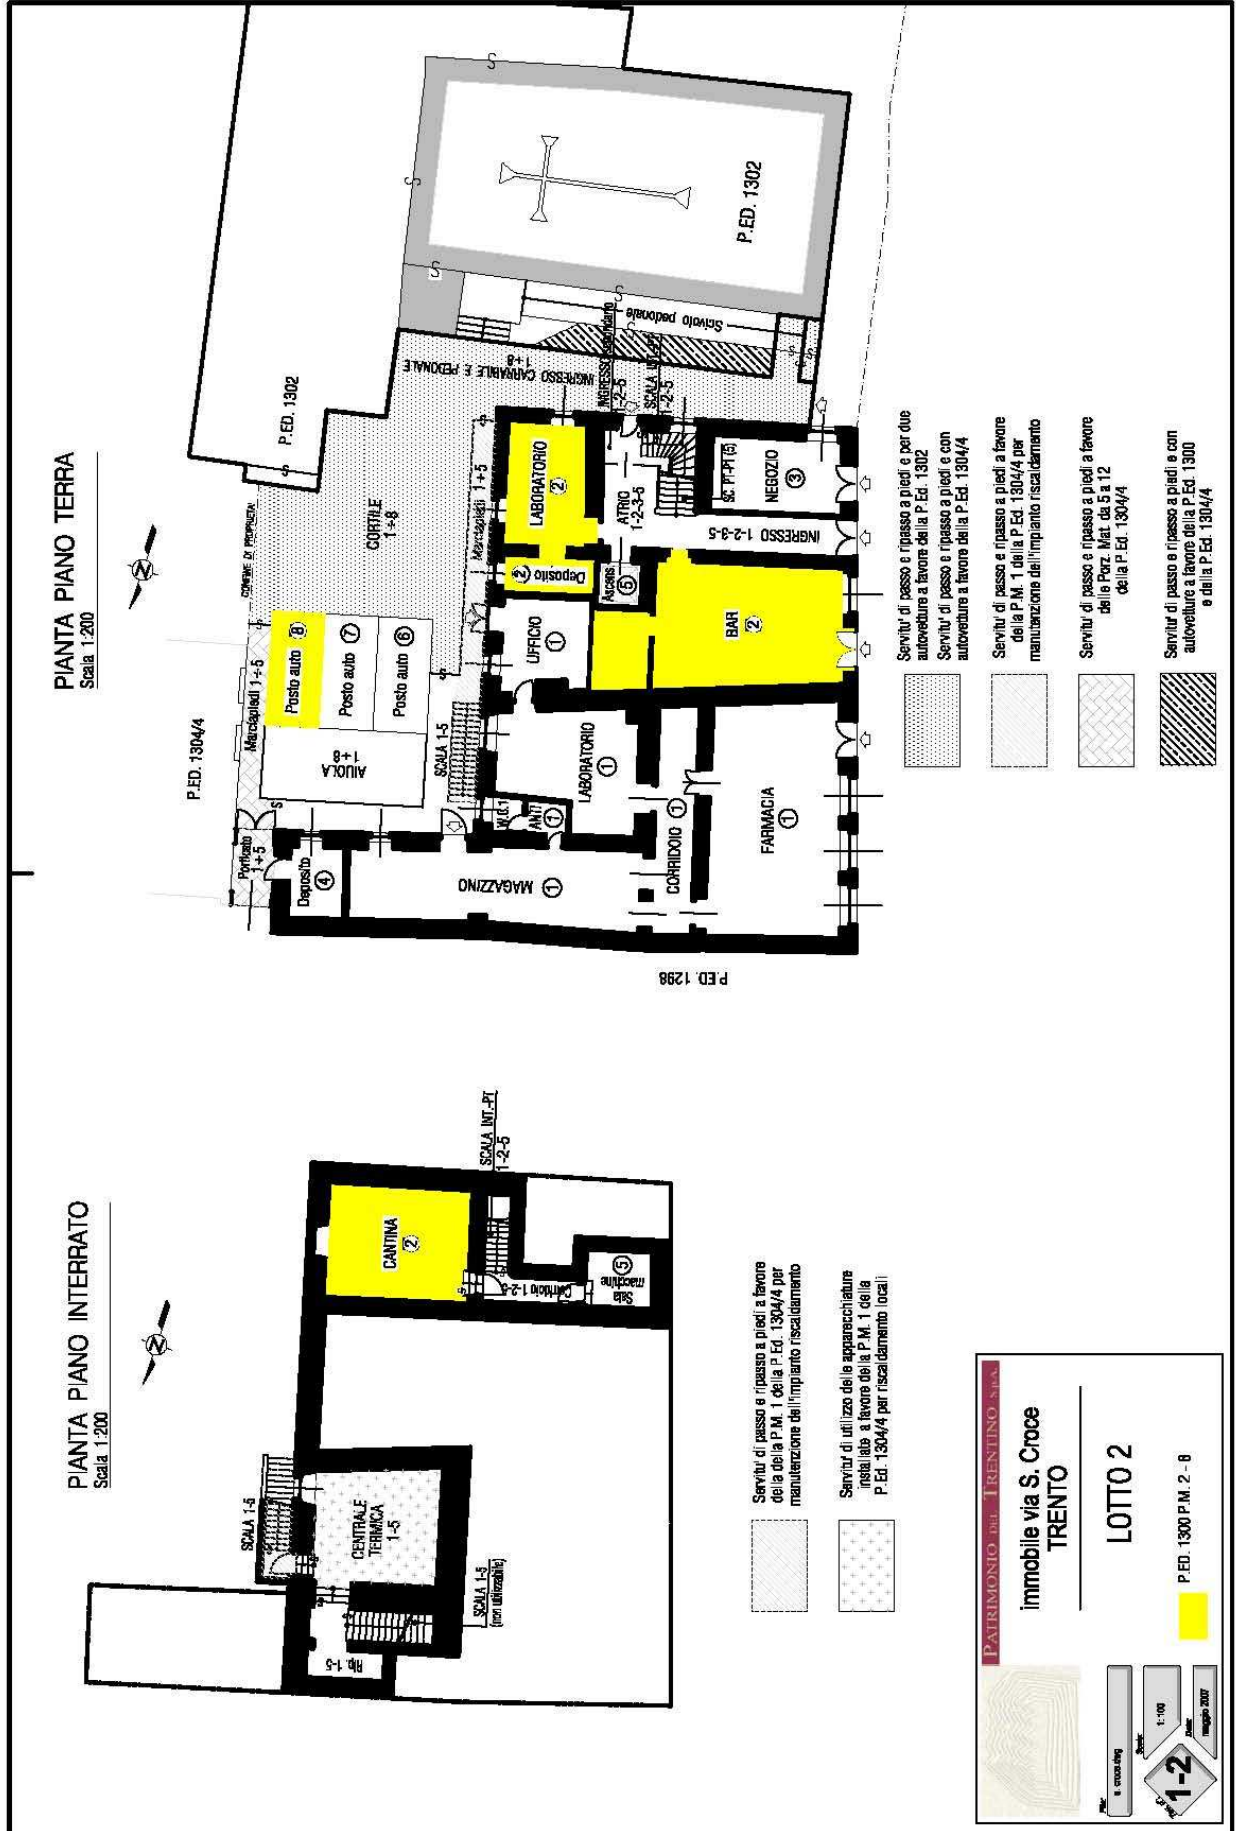 PIANTA PIANO INTERRATO
Scala 1:200
N
SCALA 1-5
CENTRALE
TERMICA
1-5
Rip. 1-5
SCALA 1-5
(non utilizzabile)
CANTINA
2
SCALA INT.-PT
1-2-5
Corridoio 1-2-5
Sala
macchine
5
Servitu' di passo e ripasso a piedi a favore
della della P.M. 1 della P.Ed. 1304/4 per
manutenzione dell'impianto riscaldamento
Servitu' di utilizzo delle apparecchiature
installate a favore della P.M. 1 della
P.Ed. 1304/4 per riscaldamento locali
PIANTA PIANO TERRA
Scala 1:200
N
P.ED. 1304/4
P.ED. 1302
CONFINE DI PROPRIETA'
Marciapiedi 1÷5
Portico
1÷5
Deposito
4
AIUOLA
1÷8
Posto auto 8
Posto auto 7
Posto auto 6
CORTILE
1÷8
Marciapiedi 1÷5
SCALA 1-5
INGRESSO CARRABILE E PEDONALE
1÷8
INGRESSO secondario
1-2-5
SCALA INT-PT
1-2-5
Scivolo pedonale
P.ED. 1302
S
S
S
S
LABORATORIO
2
Deposito
2
UFFICIO
1
Ascens.
5
ATRIO
1-2-3-5
SC. PT-P1 (5)
NEGOZIO
3
INGRESSO 1-2-3-5
BAR
2
W.C.1
ANTI
1
LABORATORIO
1
MAGAZZINO
1
CORRIDOIO 1
FARMACIA
1
P.ED. 1298
Servitu' di passo e ripasso a piedi e per due
autovetture a favore della P.Ed. 1302
Servitu' di passo e ripasso a piedi e con
autovetture a favore della P.Ed. 1304/4
Servitu' di passo e ripasso a piedi a favore
della P.M. 1 della P.Ed. 1304/4 per
manutenzione dell'impianto riscaldamento
Servitu' di passo e ripasso a piedi a favore
delle Porz. Mat. da 5 a 12
della P.Ed. 1304/4
Servitu' di passo e ripasso a piedi e con
autovetture a favore della P.Ed. 1300
e della P.Ed. 1304/4
PATRIMONIO DEL TRENTINO S.P.A.
immobile via S. Croce
TRENTO
LOTTO 2
P.ED. 1300 P.M. 2 - 8
File:
s. croce.dwg
Scala:
1:100
Data:
maggio 2007
1-2